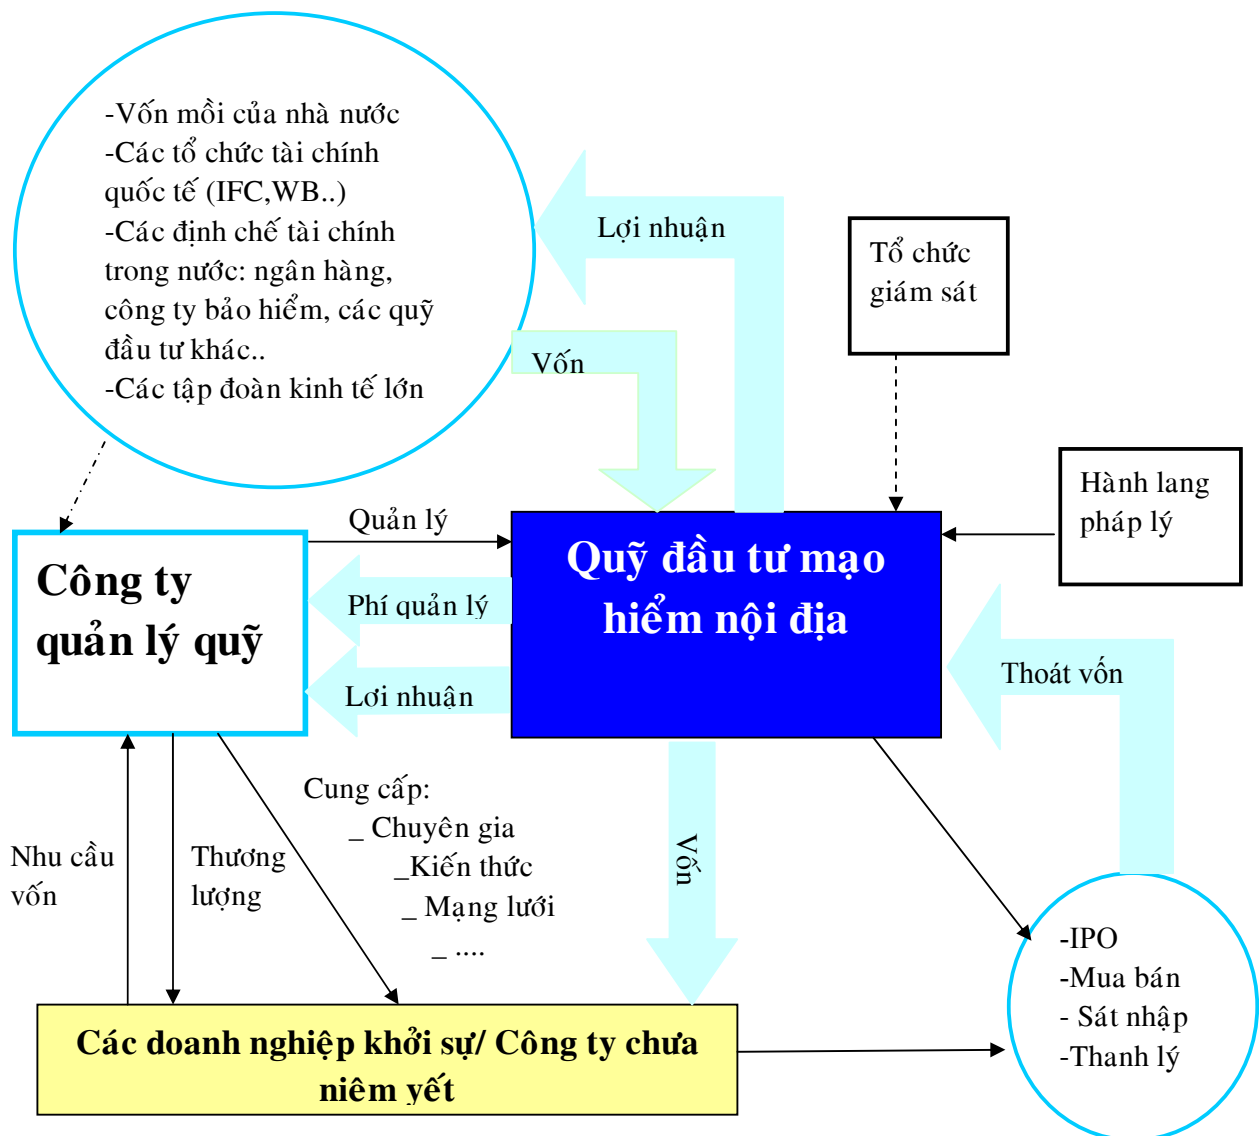 -Vốn mồi của nhà nước
-Các tổ chức tài chính
quốc tế (IFC,WB..)
-Các định chế tài chính
trong nước: ngân hàng,
công ty bảo hiểm, các quỹ
đầu tư khác..
-Các tập đoàn kinh tế lớn
Lợi nhuận
Vốn
Tổ chức
giám sát
Hành lang
pháp lý
Quản lý
Công ty
quản lý quỹ
Quỹ đầu tư mạo
hiểm nội địa
Phí quản lý
Lơi nhuận
Thoát vốn
Cung cấp:
_ Chuyên gia
_Kiến thức
_ Mạng lưới
_ ....
Nhu cầu
vốn
Thương
lượng
Vốn
-IPO
-Mua bán
- Sát nhập
-Thanh lý
Các doanh nghiệp khởi sự/ Công ty chưa
niêm yết